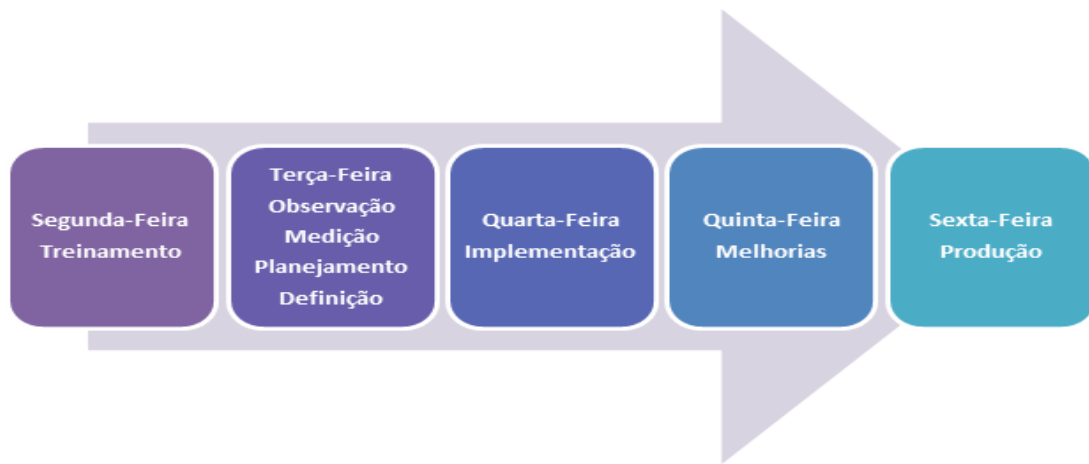 Segunda-Feira
Treinamento
Terça-Feira
Observação
Medição
Planejamento
Definição
Quarta-Feira
Implementação
Quinta-Feira
Melhorias
Sexta-Feira
Produção